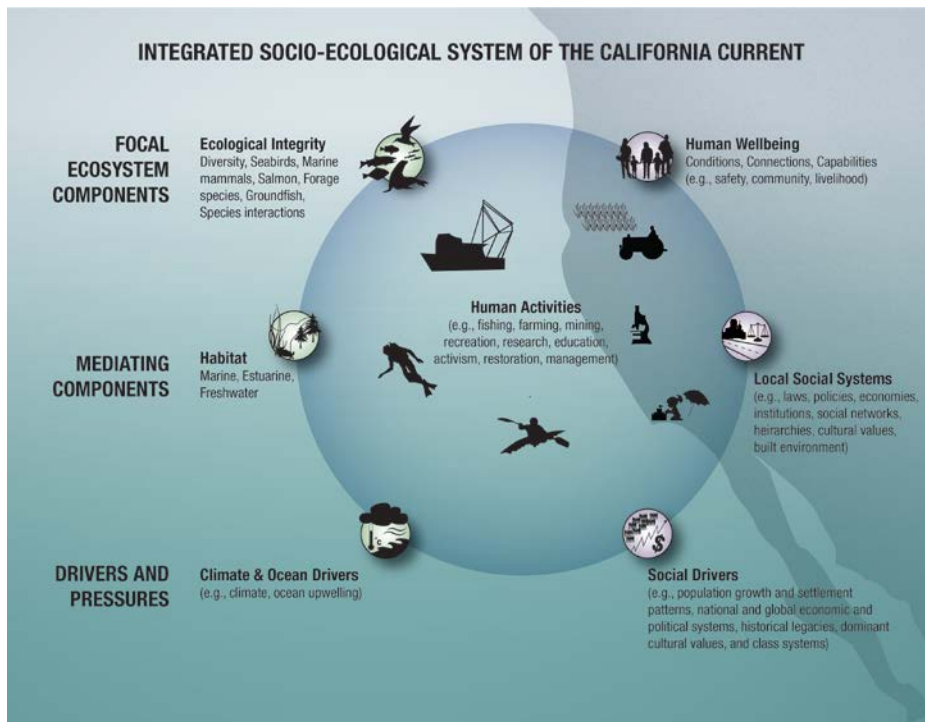 INTEGRATED SOCIO-ECOLOGICAL SYSTEM OF THE CALIFORNIA CURRENT
FOCAL
ECOSYSTEM
COMPONENTS
Ecological Integrity
Diversity, Seabirds, Marine
mammals, Salmon, Forage
species, Groundfish,
Species interactions
Human Wellbeing
Conditions, Connections, Capabilities
(e.g., safety, community, livelihood)
Human Activities
(e.g., fishing, farming, mining,
recreation, research, education,
activism, restoration, management)
MEDIATING
COMPONENTS
Habitat
Marine, Estuarine,
Freshwater
Local Social Systems
(e.g., laws, policies, economies,
institutions, social networks,
heirarchies, cultural values,
built environment)
DRIVERS AND
PRESSURES
Climate & Ocean Drivers
(e.g., climate, ocean upwelling)
$
Social Drivers
(e.g., population growth and settlement
patterns, national and global economic and
political systems, historical legacies, dominant
cultural values, and class systems)